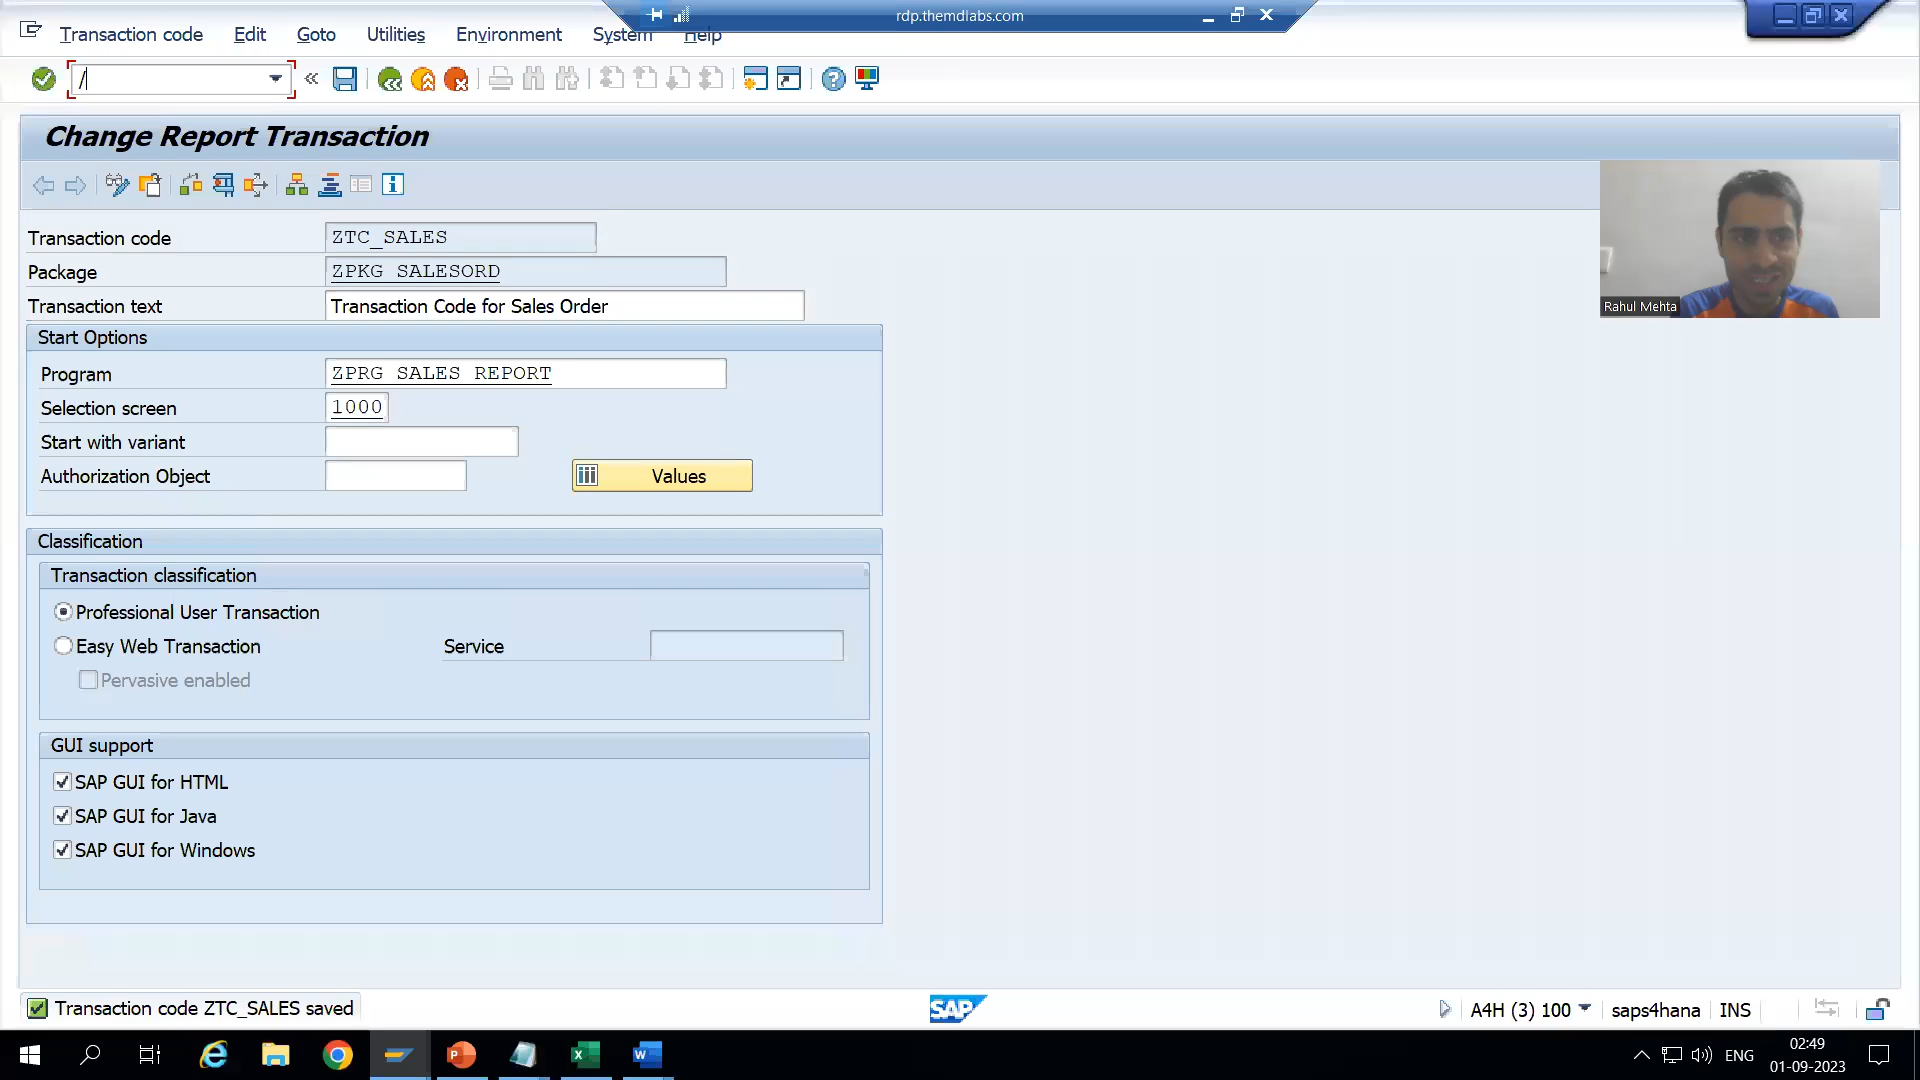 rdp.themdlabs.com
Transaction code Edit Goto Utilities Environment System Help
/
Change Report Transaction
Transaction code ZTC_SALES
Package ZPKG_SALESORD
Transaction text Transaction Code for Sales Order
Start Options
Program ZPRG_SALES_REPORT
Selection screen 1000
Start with variant
Authorization Object Values
Classification
Transaction classification
Professional User Transaction
Easy Web Transaction Service
Pervasive enabled
GUI support
SAP GUI for HTML
SAP GUI for Java
SAP GUI for Windows
Rahul Mehta
Transaction code ZTC_SALES saved
SAP
A4H (3) 100 saps4hana INS
ENG
02:49
01-09-2023